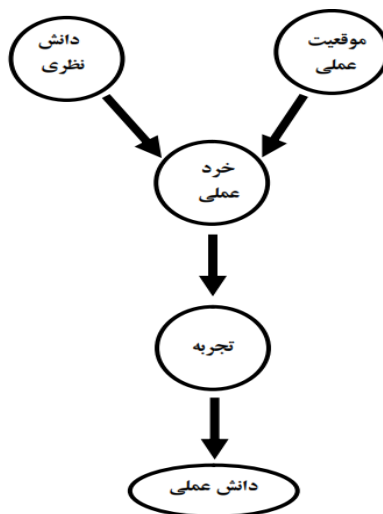 موقعیت
عملی
دانش
نظری
خرد
عملی
تجربه
دانش عملی